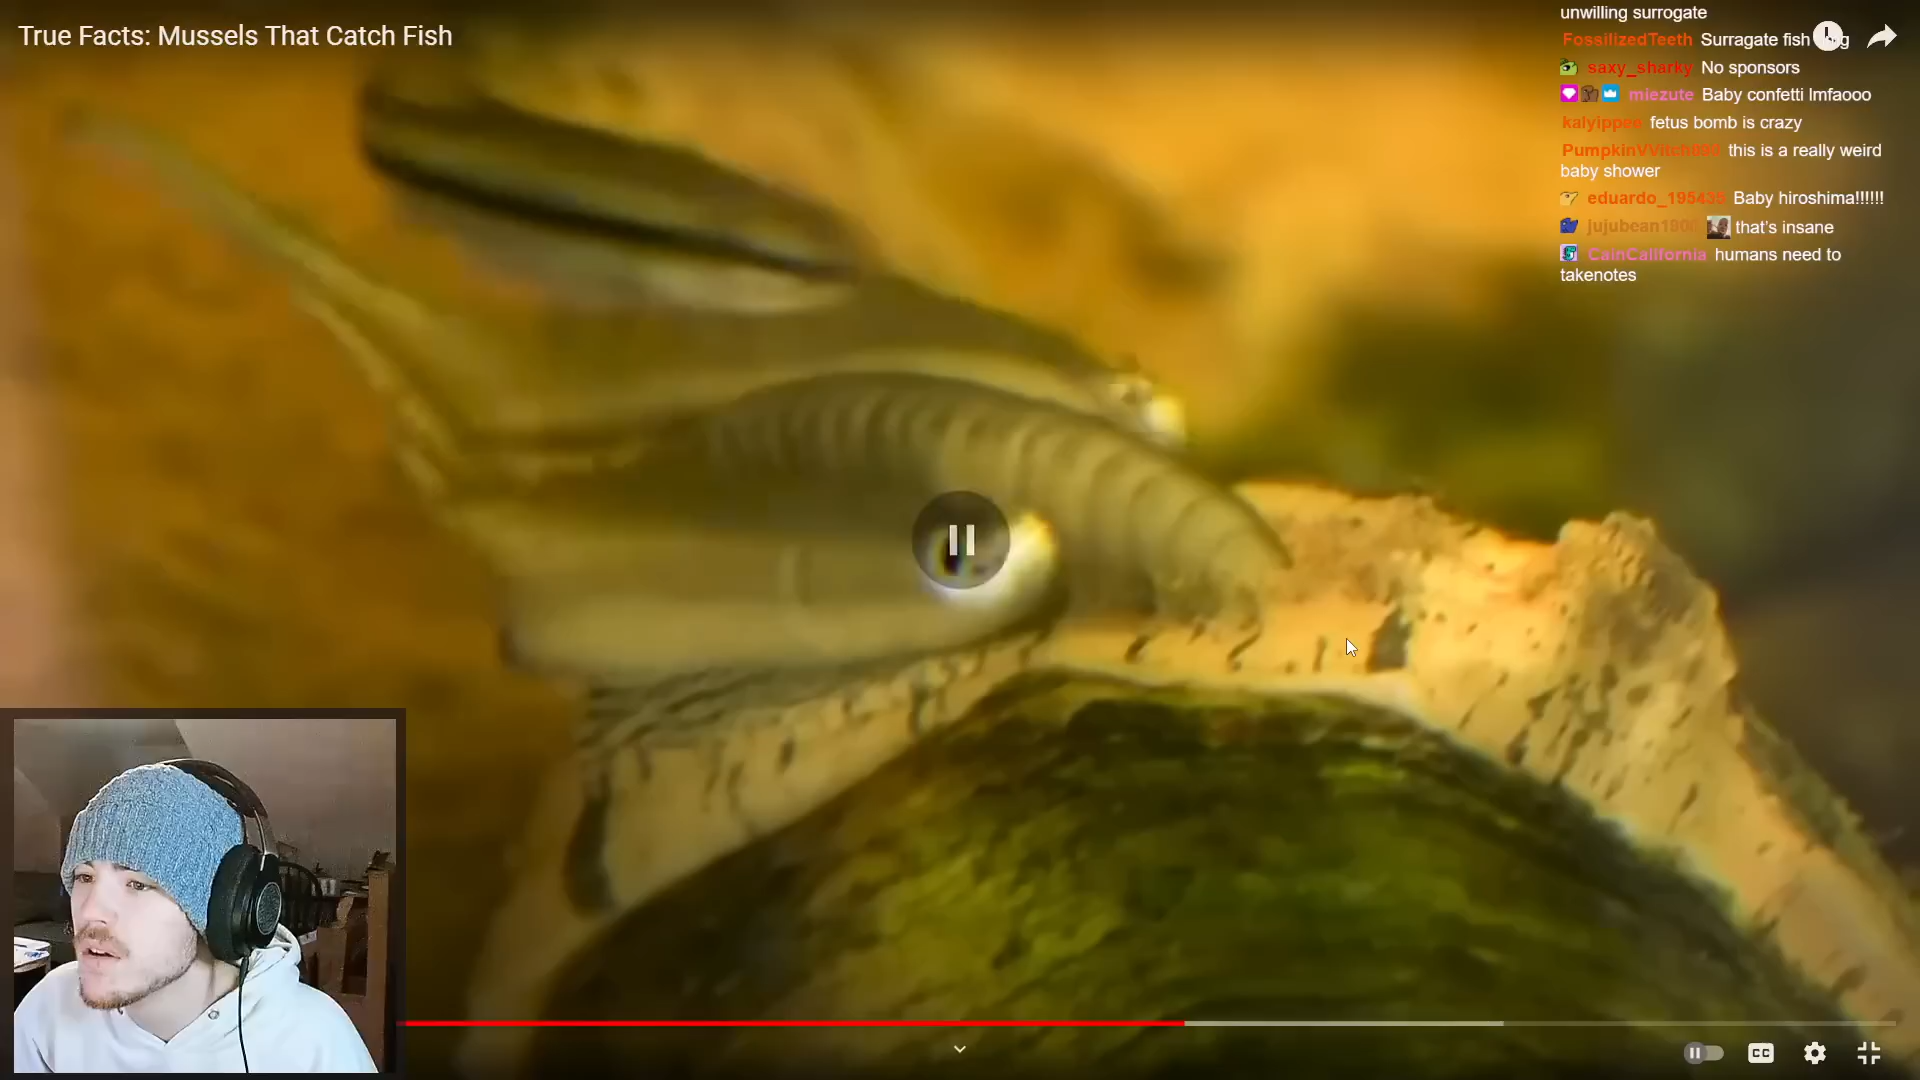 True Facts: Mussels That Catch Fish
unwilling surrogate
FossilizedTeeth Surragate fish
saxy_sharky No sponsors
miezute Baby confetti lmfaooo
fetus bomb is crazy
this is a really weird
baby shower
eduardo_195435 Baby hiroshima!!!!!!
that's insane
CainCalifornia humans need to
takenotes
CC